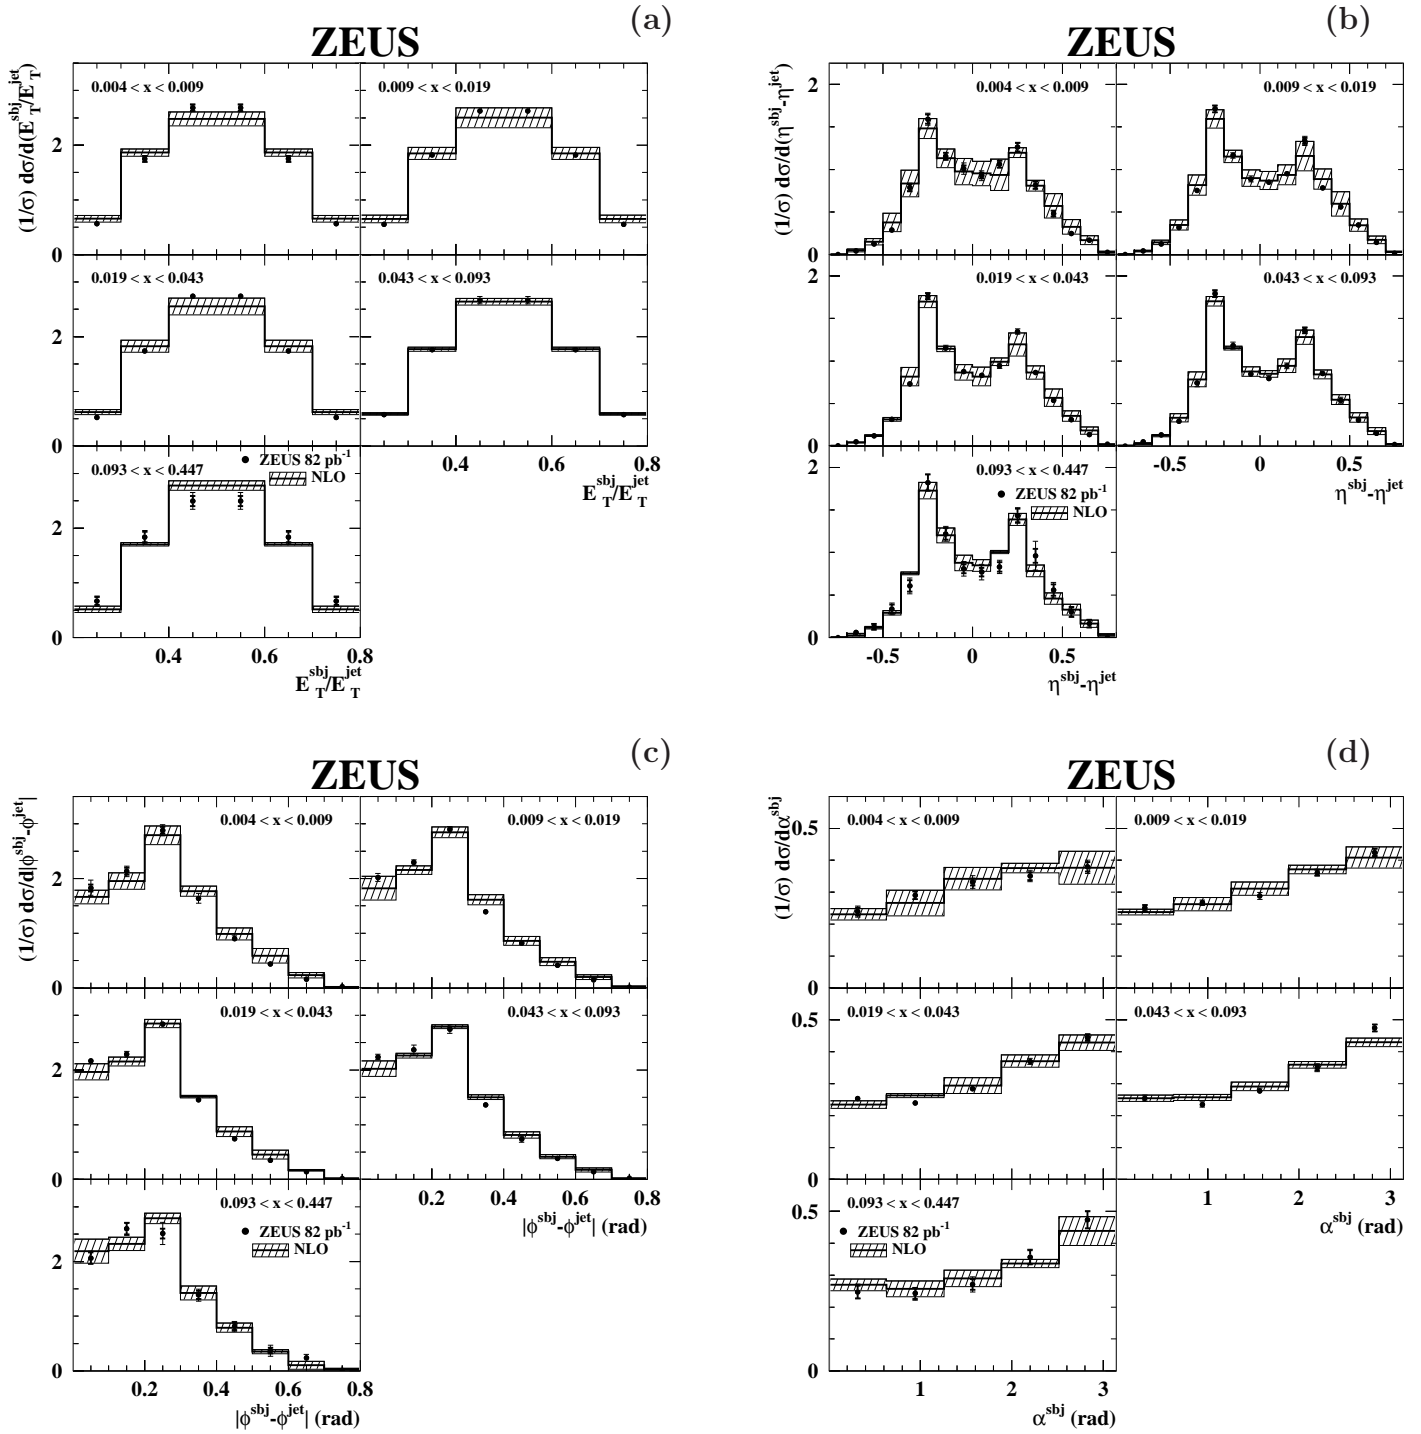 (a)
ZEUS
(1/σ) dσ/d(E_T^sbj/E_T^jet)
0.004 < x < 0.009
0.009 < x < 0.019
2
0
0.019 < x < 0.043
0.043 < x < 0.093
2
0
0.093 < x < 0.447
ZEUS 82 pb^-1
NLO
2
0
0.4 0.6 0.8
E_T^sbj/E_T^jet
0.4 0.6 0.8
E_T^sbj/E_T^jet
(b)
ZEUS
(1/σ) dσ/d(η^sbj-η^jet)
0.004 < x < 0.009
0.009 < x < 0.019
2
1
0
0.019 < x < 0.043
0.043 < x < 0.093
2
1
0
-0.5 0 0.5
η^sbj-η^jet
0.093 < x < 0.447
ZEUS 82 pb^-1
NLO
2
1
0
-0.5 0 0.5
η^sbj-η^jet
(c)
ZEUS
(1/σ) dσ/d|ϕ^sbj-ϕ^jet|
0.004 < x < 0.009
0.009 < x < 0.019
2
0
0.019 < x < 0.043
0.043 < x < 0.093
2
0
0.2 0.4 0.6 0.8
|ϕ^sbj-ϕ^jet| (rad)
0.093 < x < 0.447
ZEUS 82 pb^-1
NLO
2
0
0.2 0.4 0.6 0.8
|ϕ^sbj-ϕ^jet| (rad)
(d)
ZEUS
(1/σ) dσ/dα^sbj
0.004 < x < 0.009
0.009 < x < 0.019
0.5
0
0.019 < x < 0.043
0.043 < x < 0.093
0.5
0
1 2 3
α^sbj (rad)
0.093 < x < 0.447
ZEUS 82 pb^-1
NLO
0.5
0
1 2 3
α^sbj (rad)